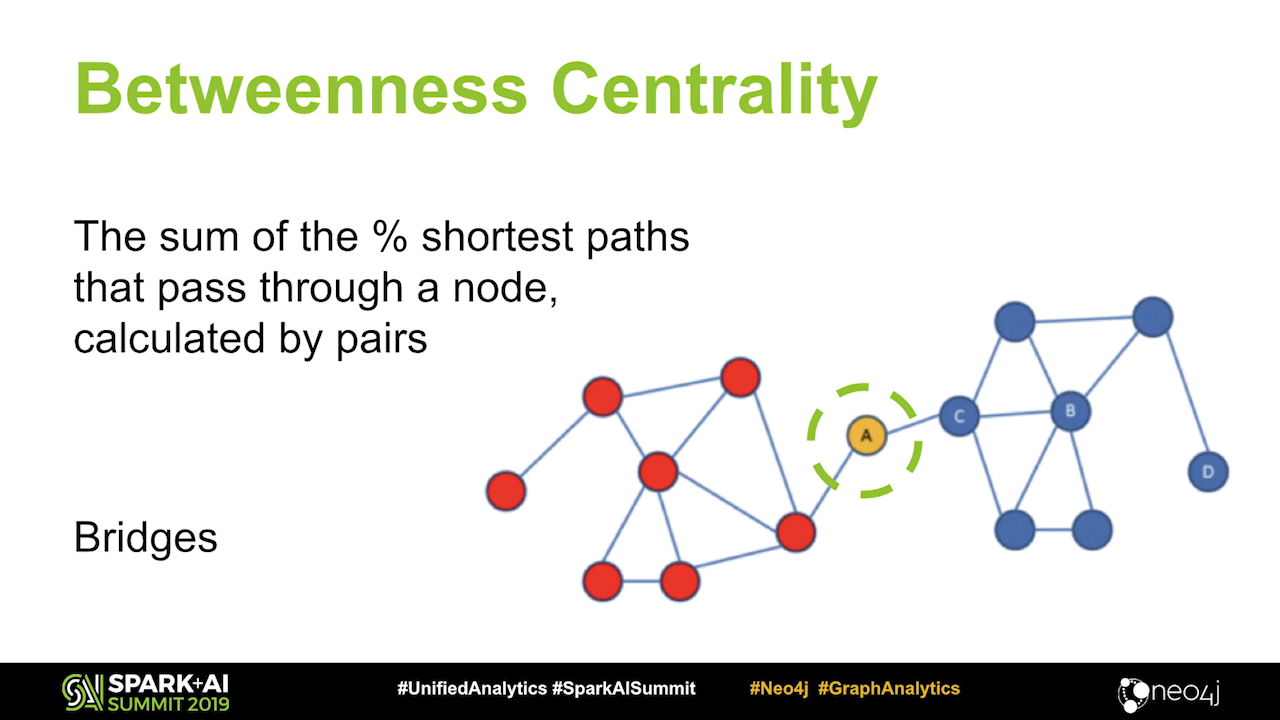 Betweenness Centrality
The sum of the % shortest paths
that pass through a node,
calculated by pairs
Bridges
A
C
B
D
SPARK+AI
SUMMIT 2019
#UnifiedAnalytics #SparkAISummit
#Neo4j #GraphAnalytics
neo4j